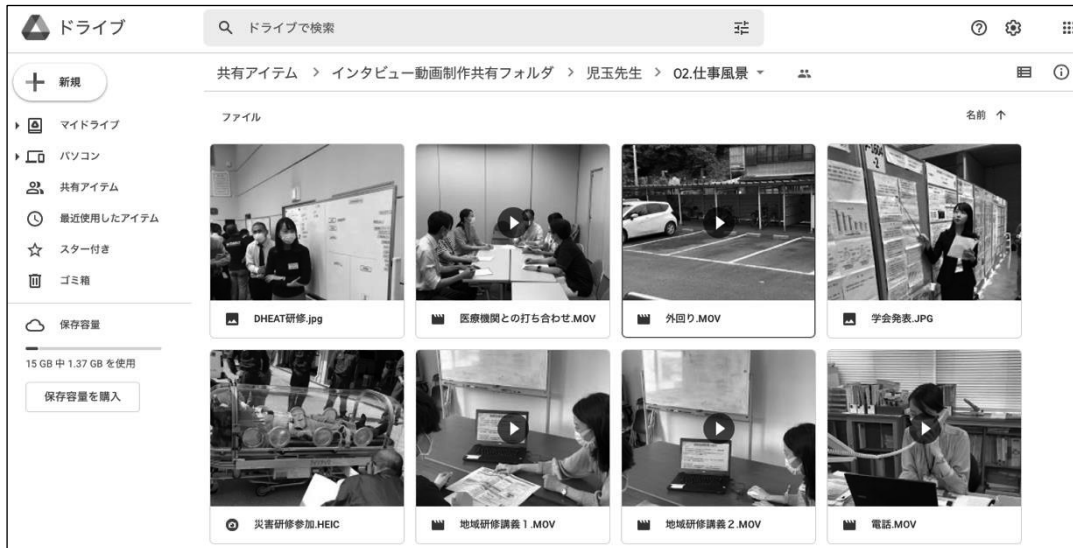 ドライブ
ドライブで検索
新規
マイドライブ
パソコン
共有アイテム
最近使用したアイテム
スター付き
ゴミ箱
保存容量
15 GB 中 1.37 GB を使用
保存容量を購入
共有アイテム > インタビュー動画制作共有フォルダ > 児玉先生 > 02.仕事風景
ファイル
名前 ↑
DHEAT研修.jpg
医療機関との打ち合わせ.MOV
外回り.MOV
学会発表.JPG
災害研修参加.HEIC
地域研修講義１.MOV
地域研修講義２.MOV
電話.MOV